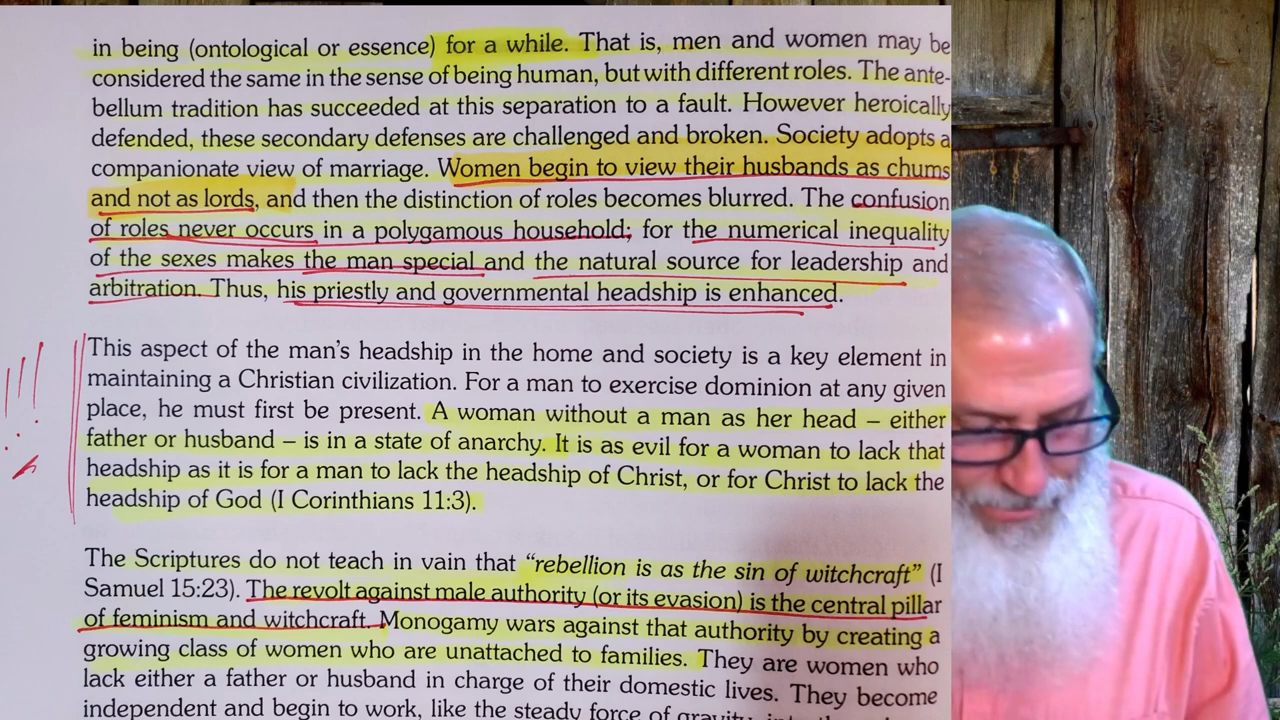 in being (ontological or essence) for a while. That is, men and women may be
considered the same in the sense of being human, but with different roles. The ante-
bellum tradition has succeeded at this separation to a fault. However heroically
defended, these secondary defenses are challenged and broken. Society adopts a
companionate view of marriage. Women begin to view their husbands as chums
and not as lords, and then the distinction of roles becomes blurred. The confusion
of roles never occurs in a polygamous household; for the numerical inequality
of the sexes makes the man special and the natural source for leadership and
arbitration. Thus, his priestly and governmental headship is enhanced.
This aspect of the man's headship in the home and society is a key element in
maintaining a Christian civilization. For a man to exercise dominion at any given
place, he must first be present. A woman without a man as her head – either
father or husband – is in a state of anarchy. It is as evil for a woman to lack that
headship as it is for a man to lack the headship of Christ, or for Christ to lack the
headship of God (I Corinthians 11:3).
The Scriptures do not teach in vain that “rebellion is as the sin of witchcraft” (I
Samuel 15:23). The revolt against male authority (or its evasion) is the central pillar
of feminism and witchcraft. Monogamy wars against that authority by creating a
growing class of women who are unattached to families. They are women who
lack either a father or husband in charge of their domestic lives. They become
independent and begin to work, like the steady force of gravity,